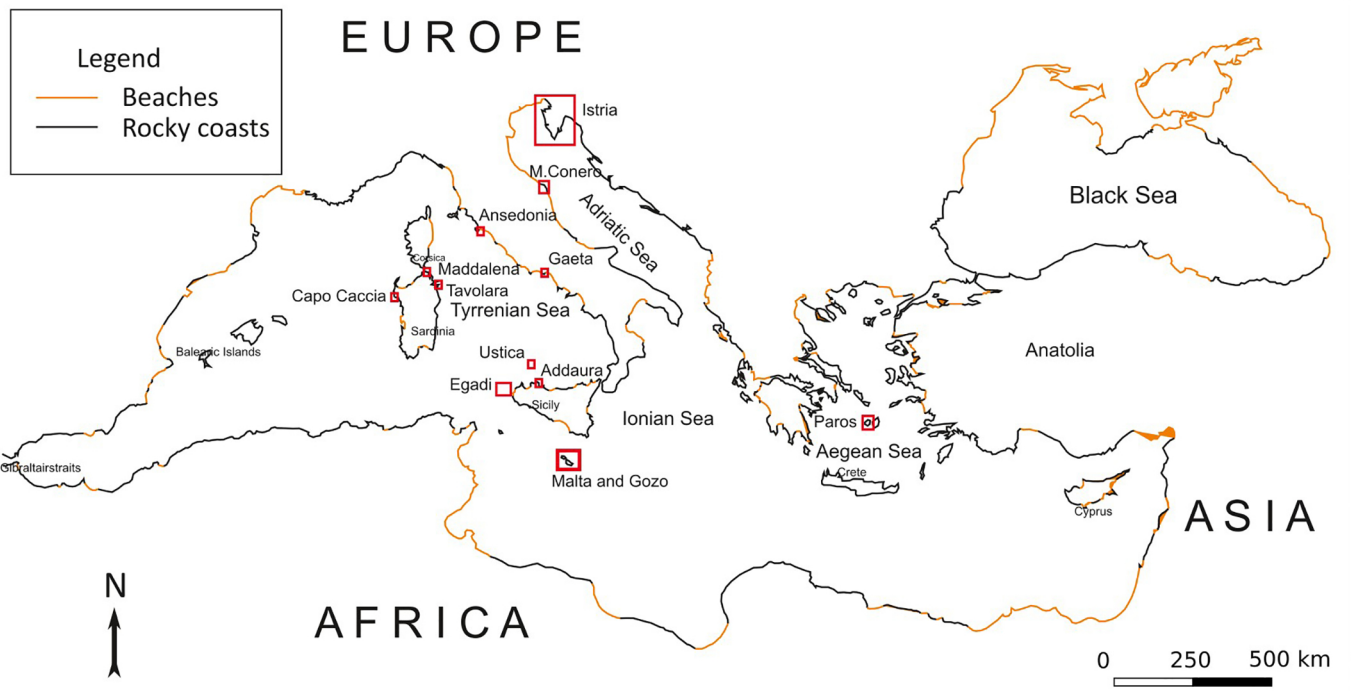 EUROPE
Legend
Beaches
Rocky coasts
Istria
M.Conero
Adriatic Sea
Black Sea
Ansedonia
Gaeta
Corsica
Maddalena
Tavolara
Capo Caccia
Tyrrenian Sea
Sardinia
Balearic Islands
Anatolia
Ustica
Addaura
Egadi
Sicily
Ionian Sea
Paros
Aegean Sea
Crete
Gibraltairstraits
Malta and Gozo
Cyprus
ASIA
N
AFRICA
0 250 500 km